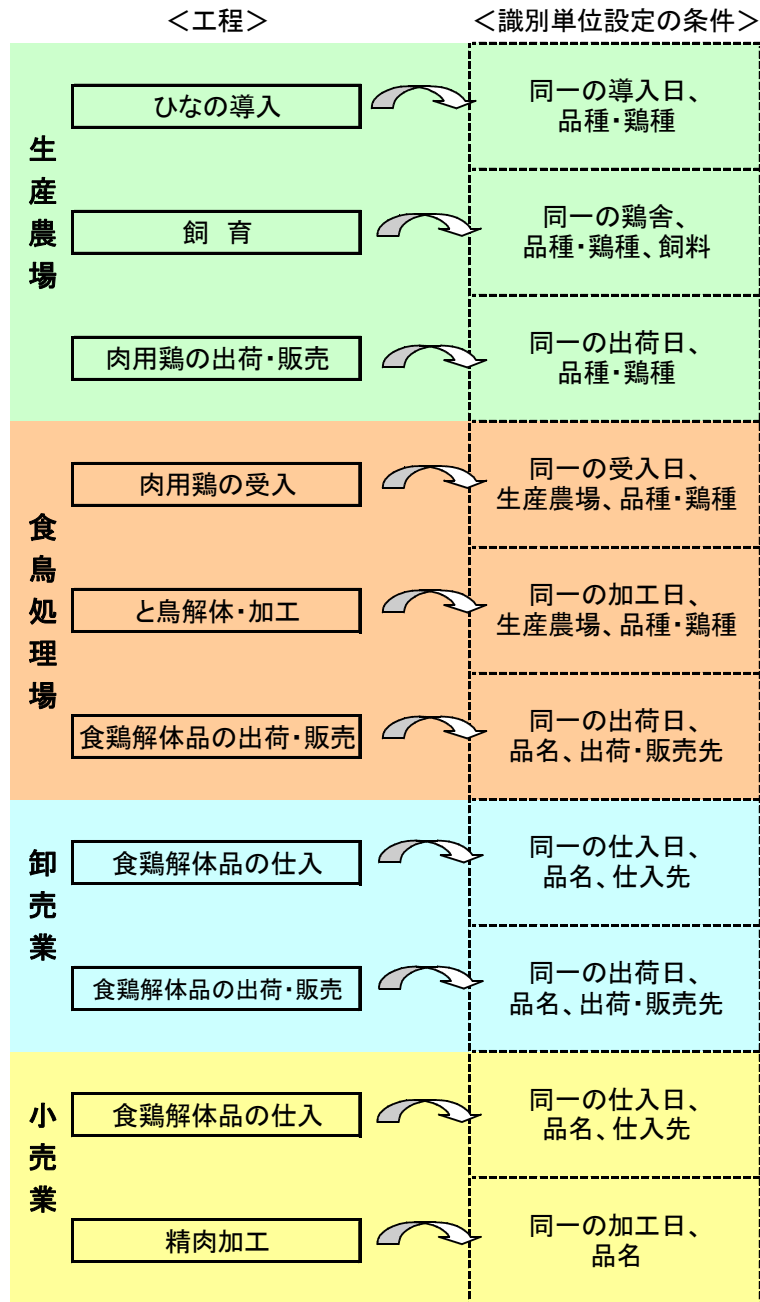 ＜工程＞
＜識別単位設定の条件＞
生産農場
ひなの導入
同一の導入日、
品種・鶏種
飼 育
同一の鶏舎、
品種・鶏種、飼料
肉用鶏の出荷・販売
同一の出荷日、
品種・鶏種
食鳥処理場
肉用鶏の受入
同一の受入日、
生産農場、品種・鶏種
と鳥解体・加工
同一の加工日、
生産農場、品種・鶏種
食鶏解体品の出荷・販売
同一の出荷日、
品名、出荷・販売先
卸売業
食鶏解体品の仕入
同一の仕入日、
品名、仕入先
食鶏解体品の出荷・販売
同一の出荷日、
品名、出荷・販売先
小売業
食鶏解体品の仕入
同一の仕入日、
品名、仕入先
精肉加工
同一の加工日、
品名